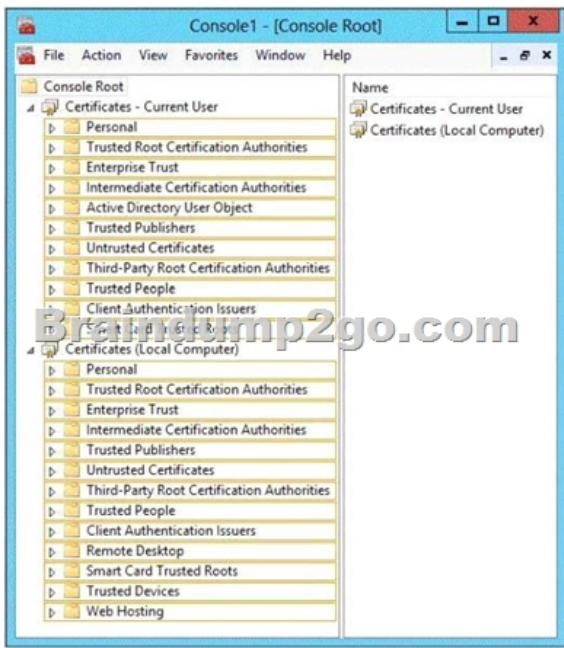 Console1 - [Console Root]
File Action View Favorites Window Help
Console Root
Certificates - Current User
Personal
Trusted Root Certification Authorities
Enterprise Trust
Intermediate Certification Authorities
Active Directory User Object
Trusted Publishers
Untrusted Certificates
Third-Party Root Certification Authorities
Trusted People
Client Authentication Issuers
Smart Card Trusted Roots
Certificates (Local Computer)
Personal
Trusted Root Certification Authorities
Enterprise Trust
Intermediate Certification Authorities
Trusted Publishers
Untrusted Certificates
Third-Party Root Certification Authorities
Trusted People
Client Authentication Issuers
Remote Desktop
Smart Card Trusted Roots
Trusted Devices
Web Hosting
Name
Certificates - Current User
Certificates (Local Computer)
Braindump2go.com